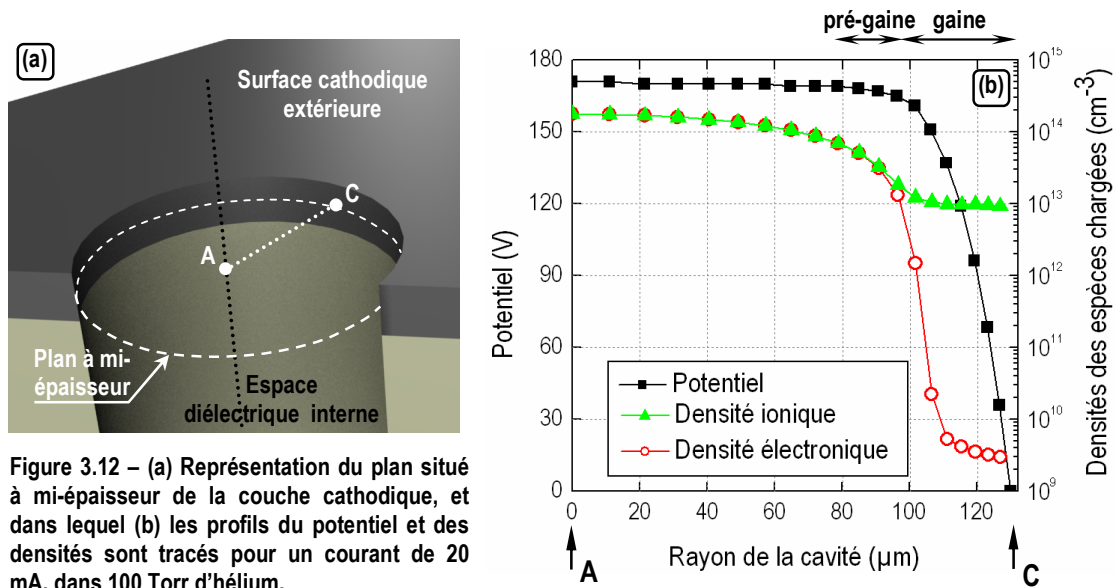 (a)
Surface cathodique
extérieure
C
A
Plan à mi-
épaisseur
Espace
diélectrique interne
Figure 3.12 – (a) Représentation du plan situé
à mi-épaisseur de la couche cathodique, et
dans lequel (b) les profils du potentiel et des
densités sont tracés pour un courant de 20
mA, dans 100 Torr d'hélium.
pré-gaine gaine
(b)
Potentiel (V)
180
150
120
90
60
30
0
Potentiel
Densité ionique
Densité électronique
10^15
10^14
10^13
10^12
10^11
10^10
10^9
Densités des espèces chargées (cm^-3)
0 20 40 60 80 100 120
Rayon de la cavité (µm)
A
C